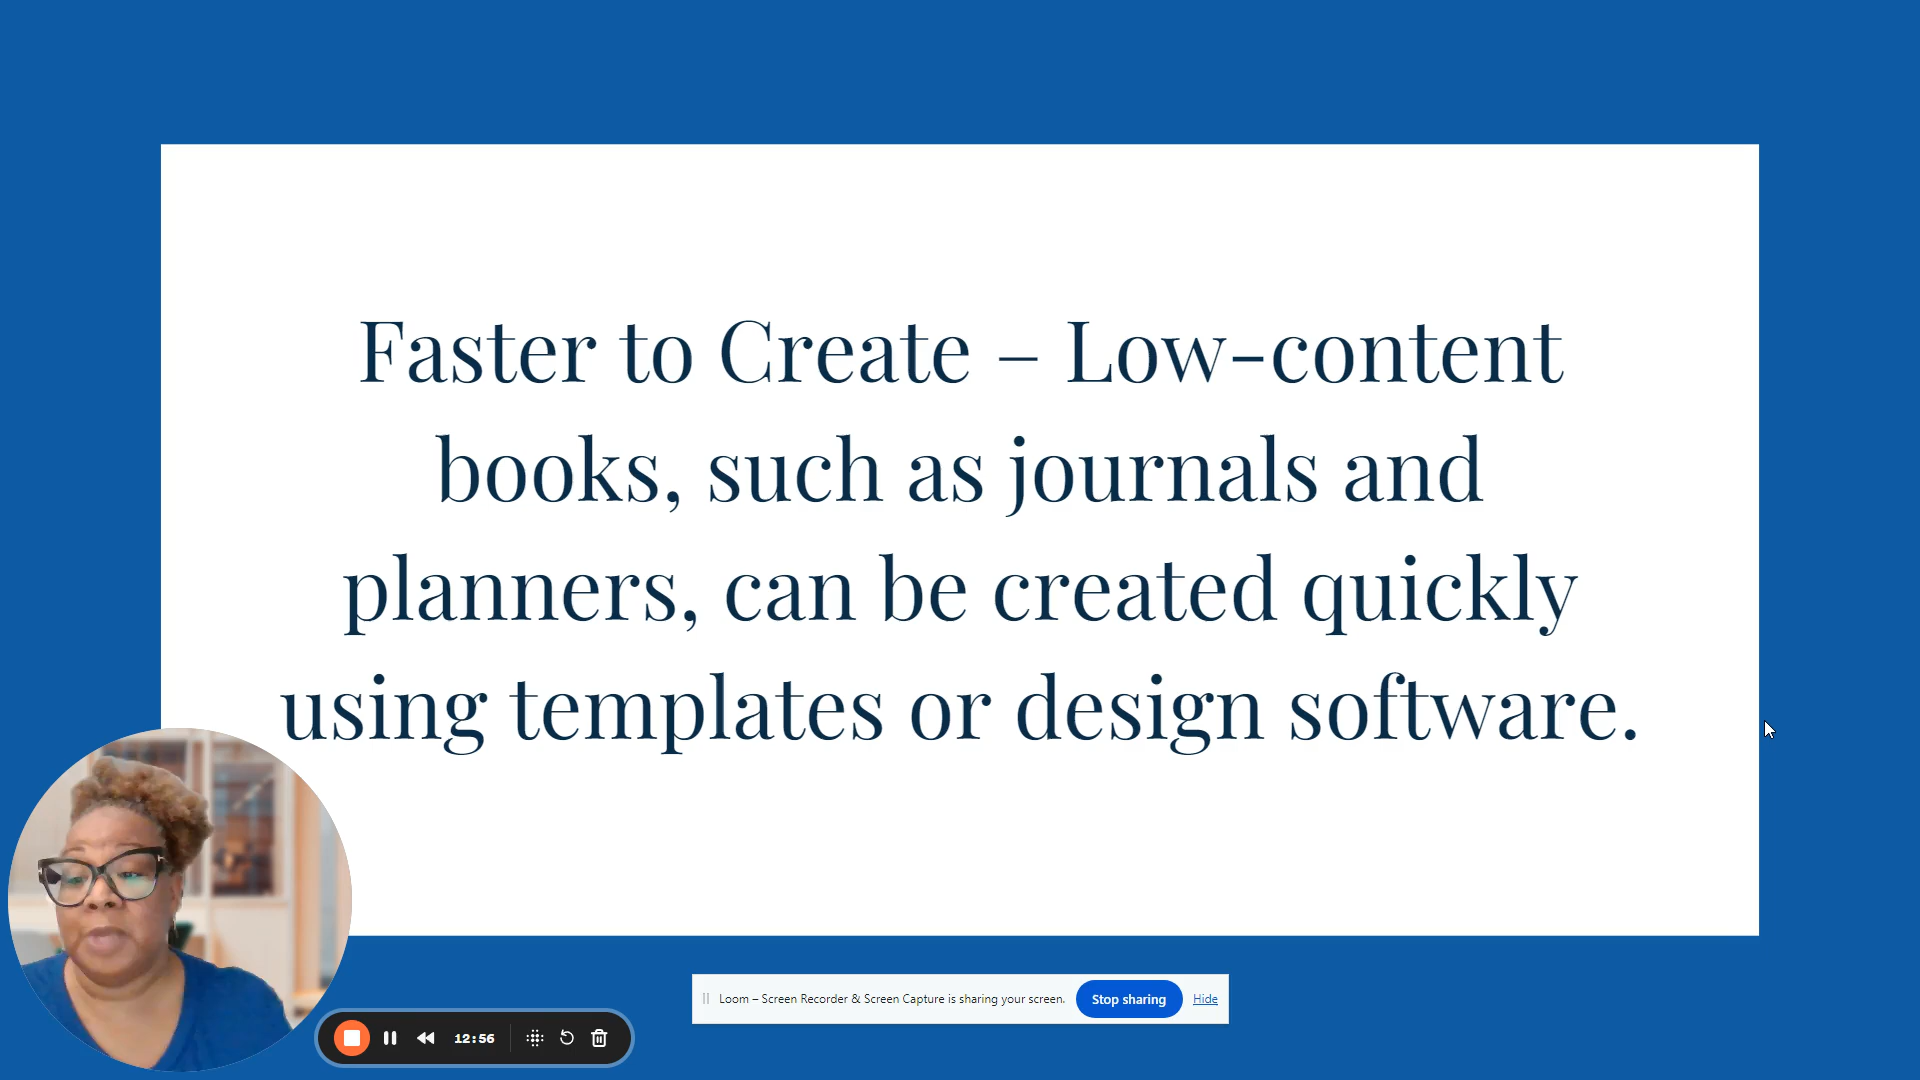 Faster to Create – Low-content
books, such as journals and
planners, can be created quickly
using templates or design software.
Loom – Screen Recorder & Screen Capture is sharing your screen. Stop sharing Hide
12:56